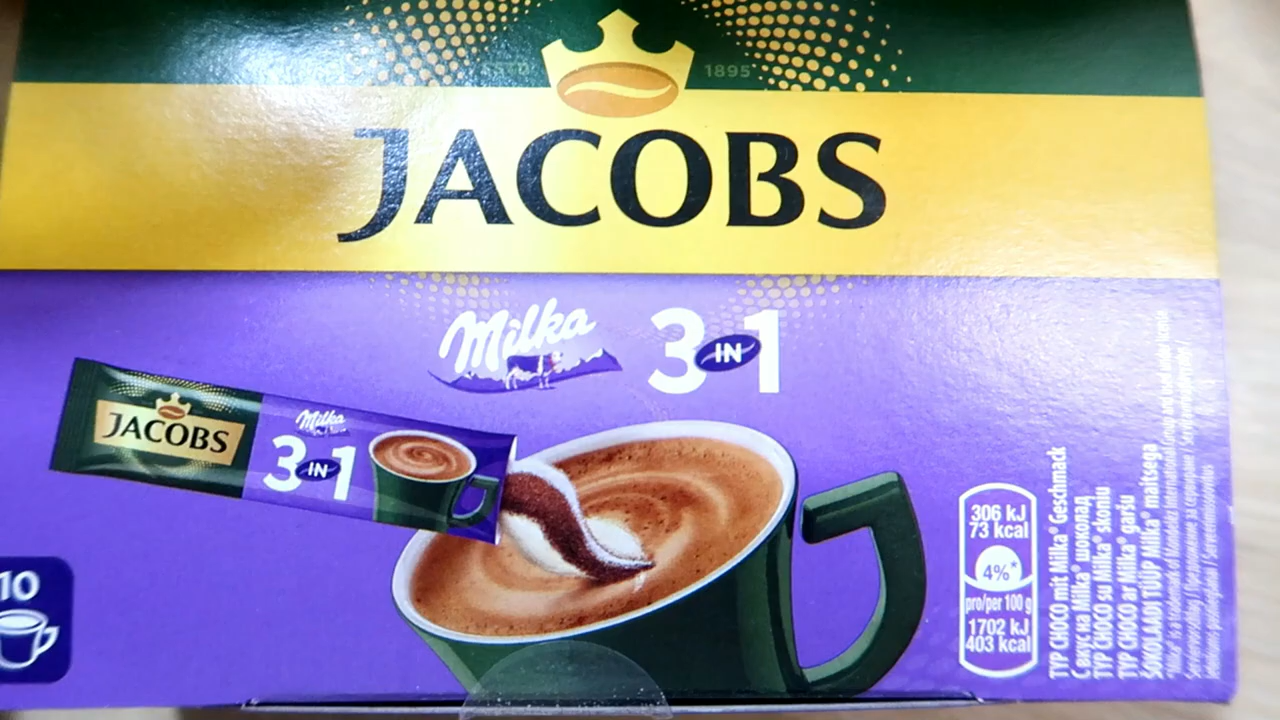 ESTD 1895
JACOBS
Milka 3 IN 1
JACOBS
Milka
3 IN 1
10
306 kJ
73 kcal
4%*
pro/per 100 g
1702 kJ
403 kcal
TYP CHOCO mit Milka® Geschmack
С вкус на Milka® шоколад
TYP CHOCO su Milka® skoniu
TYP CHOCO ar Milka® garšu
ŠOKOLAADI TÜÜP Milka® maitsega